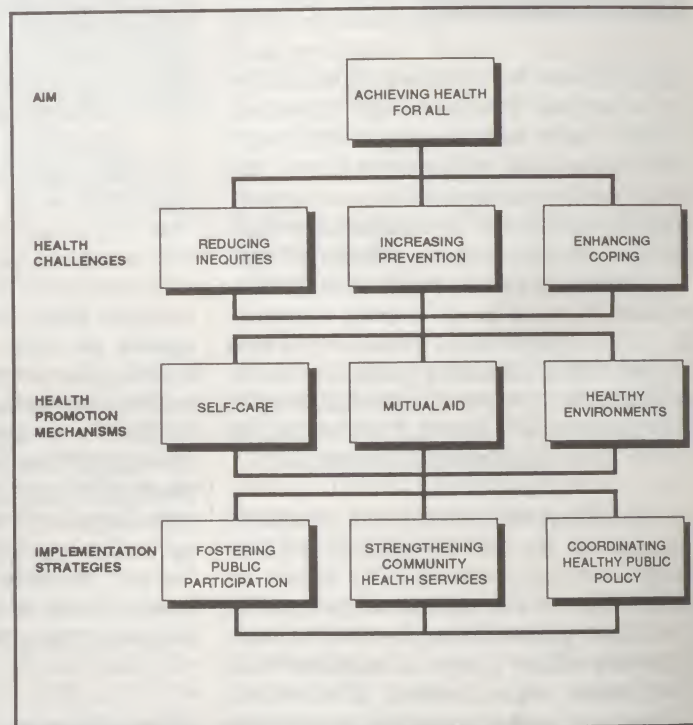 AIM
ACHIEVING HEALTH
FOR ALL
HEALTH
CHALLENGES
REDUCING
INEQUITIES
INCREASING
PREVENTION
ENHANCING
COPING
HEALTH
PROMOTION
MECHANISMS
SELF-CARE
MUTUAL AID
HEALTHY
ENVIRONMENTS
IMPLEMENTATION
STRATEGIES
FOSTERING
PUBLIC
PARTICIPATION
STRENGTHENING
COMMUNITY
HEALTH SERVICES
COORDINATING
HEALTHY PUBLIC
POLICY